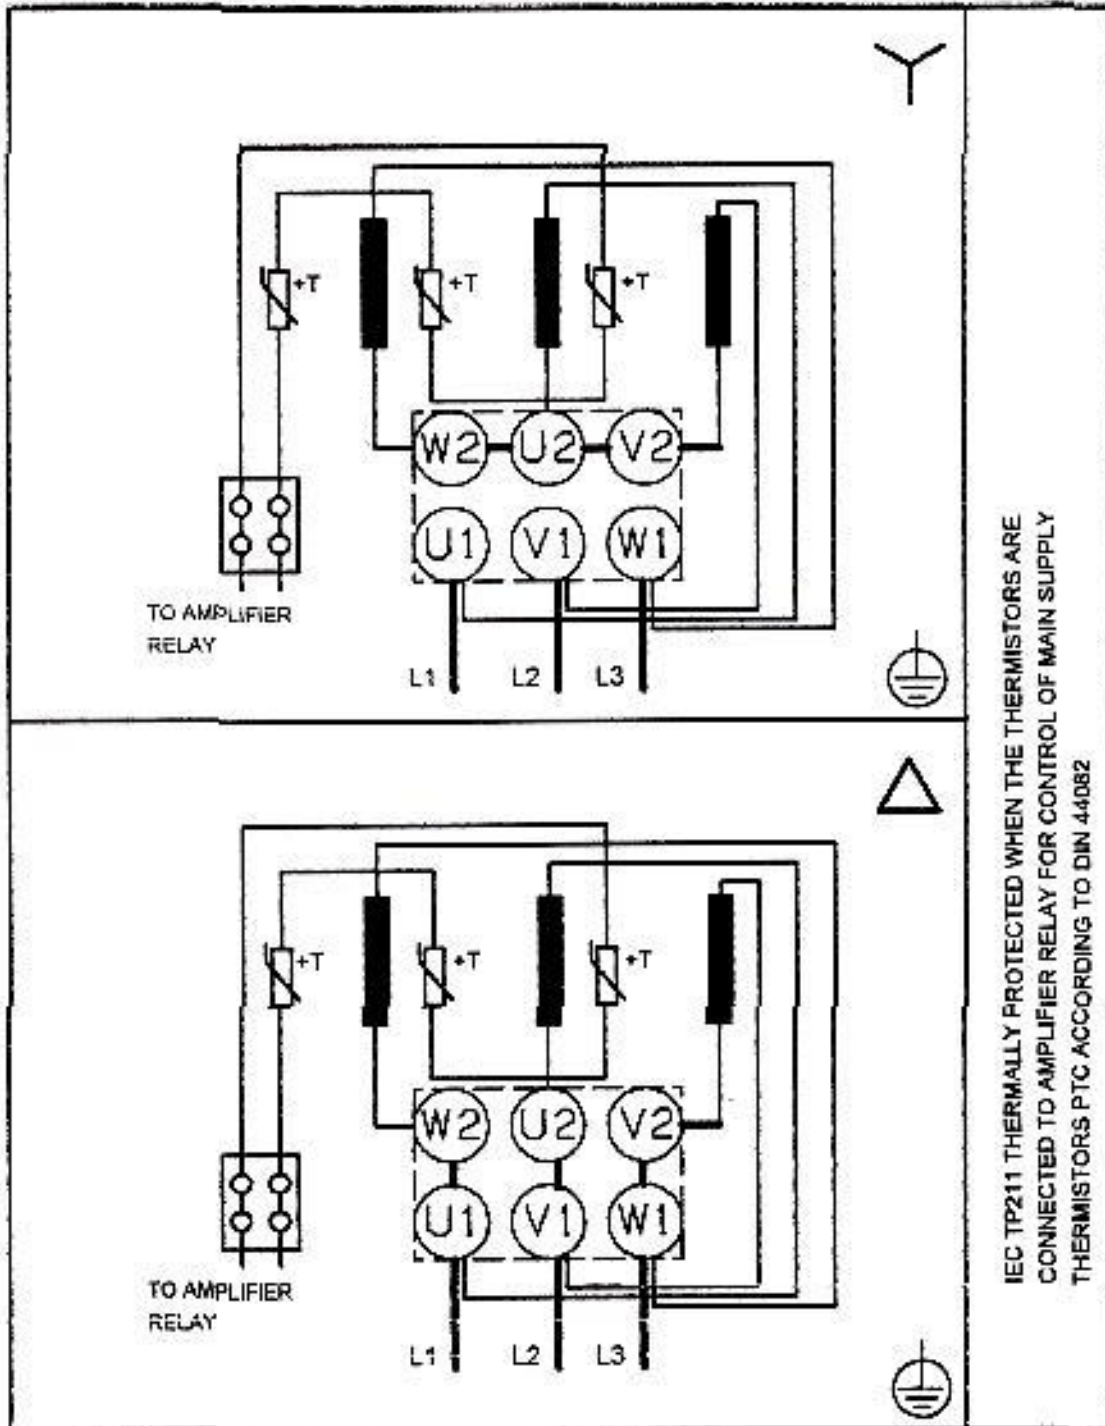 +T
+T
+T
W2
U2
V2
U1
V1
W1
TO AMPLIFIER
RELAY
L1
L2
L3
+T
+T
+T
W2
U2
V2
U1
V1
W1
TO AMPLIFIER
RELAY
L1
L2
L3
IEC TP211 THERMALLY PROTECTED WHEN THE THERMISTORS ARE
CONNECTED TO AMPLIFIER RELAY FOR CONTROL OF MAIN SUPPLY
THERMISTORS PTC ACCORDING TO DIN 44082